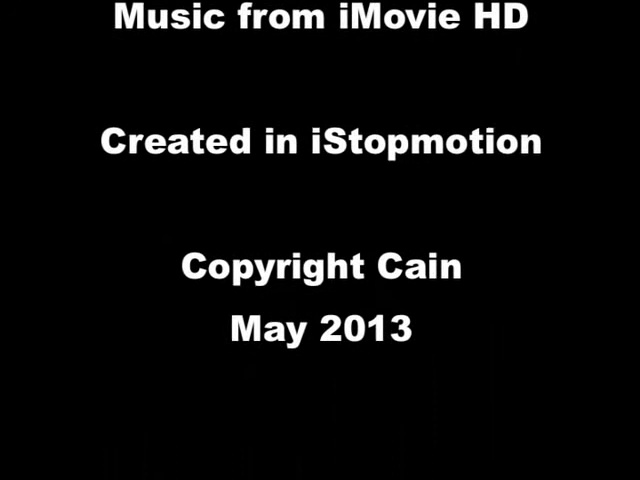 Music from iMovie HD
Created in iStopmotion
Copyright Cain
May 2013